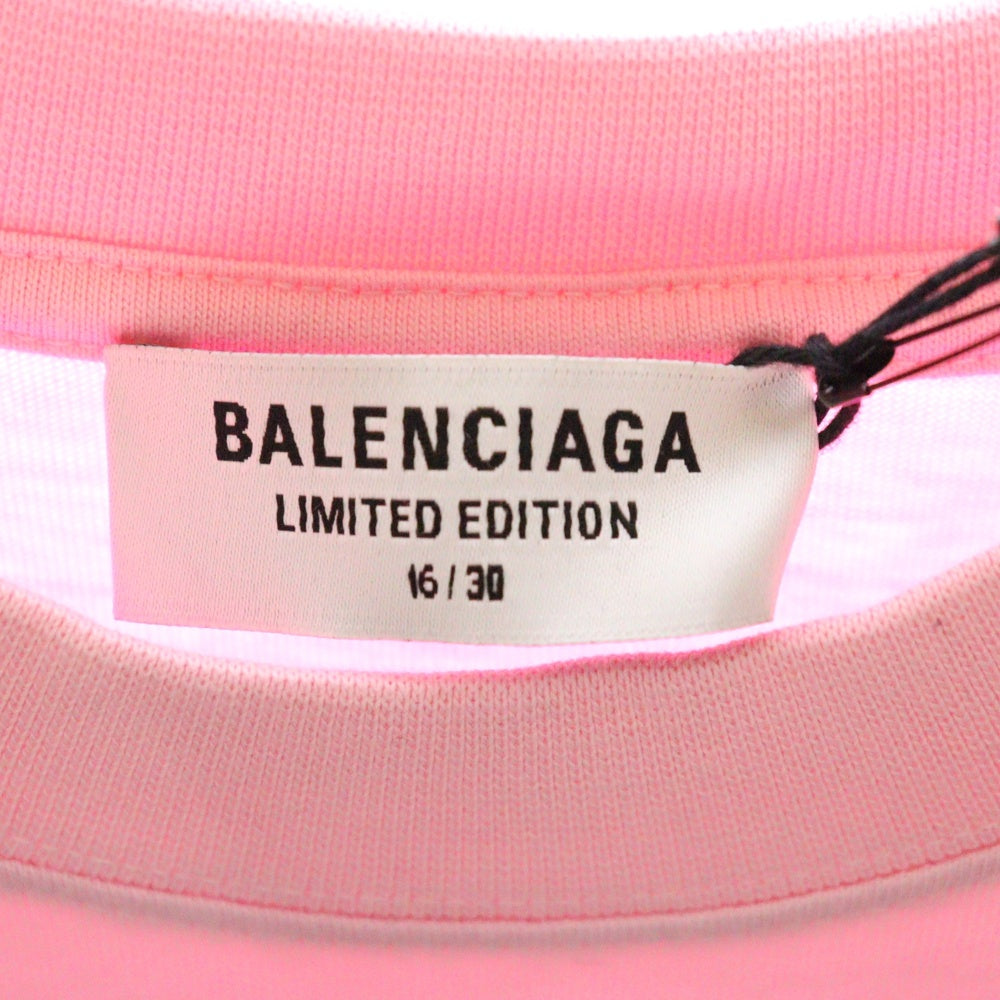 BALENCIAGA
LIMITED EDITION
16 / 30